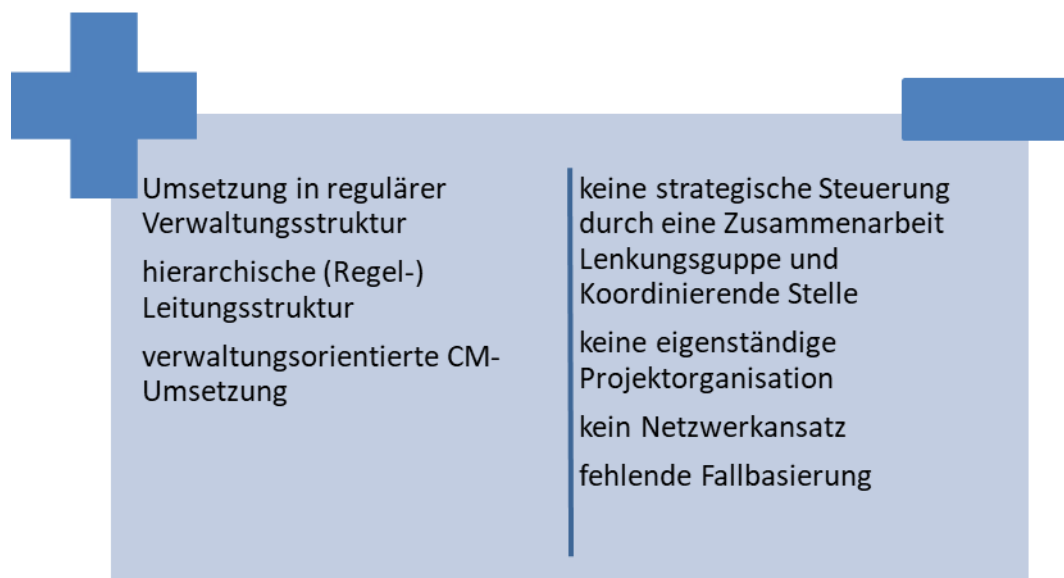 Umsetzung in regulärer
Verwaltungsstruktur
hierarchische (Regel-)
Leitungsstruktur
verwaltungsorientierte CM-
Umsetzung
keine strategische Steuerung
durch eine Zusammenarbeit
Lenkungsguppe und
Koordinierende Stelle
keine eigenständige
Projektorganisation
kein Netzwerkansatz
fehlende Fallbasierung